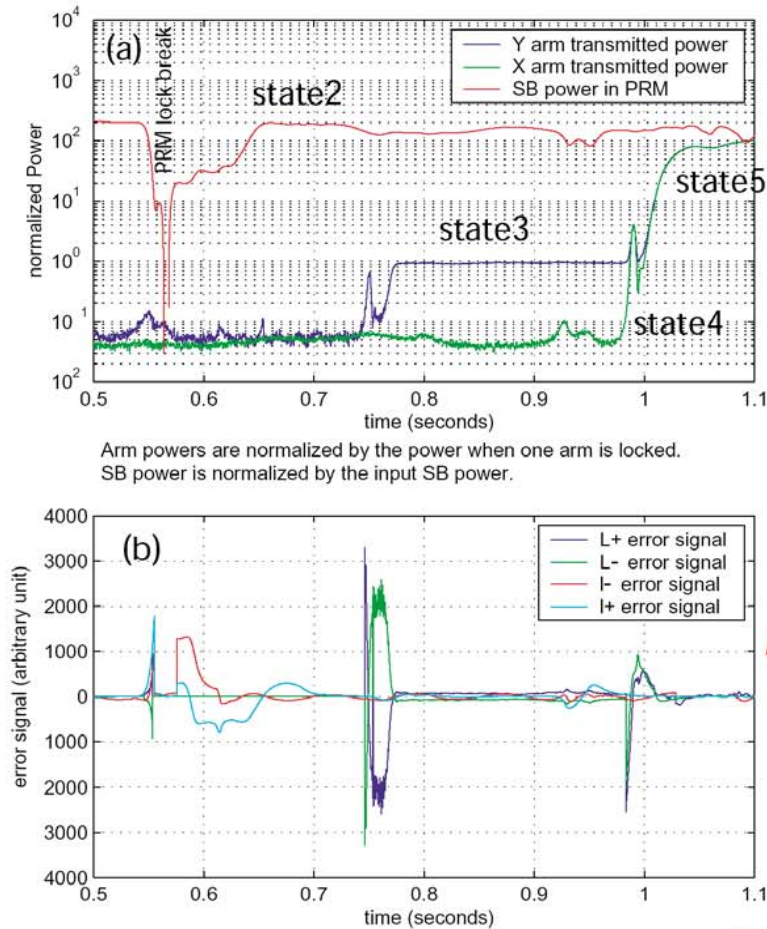 (a)
Y arm transmitted power
X arm transmitted power
SB power in PRM
PRM lock break
state2
state3
state4
state5
normalized Power
10^4
10^3
10^2
10^1
10^0
10^1
10^2
0.5 0.6 0.7 0.8 0.9 1 1.1
time (seconds)
Arm powers are normalized by the power when one arm is locked.
SB power is normalized by the input SB power.
(b)
L+ error signal
L- error signal
l- error signal
l+ error signal
error signal (arbitrary unit)
4000
3000
2000
1000
0
1000
2000
3000
4000
0.5 0.6 0.7 0.8 0.9 1 1.1
time (seconds)